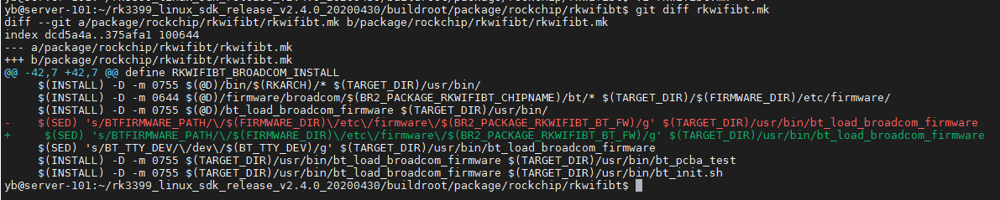 yb@server-101:~/rk3399_linux_sdk_release_v2.4.0_20200430/buildroot/package/rockchip/rkwifibt$ git diff rkwifibt.mk
diff --git a/package/rockchip/rkwifibt/rkwifibt.mk b/package/rockchip/rkwifibt/rkwifibt.mk
index dcd5a4a..375afa1 100644
--- a/package/rockchip/rkwifibt/rkwifibt.mk
+++ b/package/rockchip/rkwifibt/rkwifibt.mk
@@ -42,7 +42,7 @@ define RKWIFIBT_BROADCOM_INSTALL
     $(INSTALL) -D -m 0755 $(@D)/bin/$(RKARCH)/* $(TARGET_DIR)/usr/bin/
     $(INSTALL) -D -m 0644 $(@D)/firmware/broadcom/$(BR2_PACKAGE_RKWIFIBT_CHIPNAME)/bt/* $(TARGET_DIR)/$(FIRMWARE_DIR)/etc/firmware/
     $(INSTALL) -D -m 0755 $(@D)/bt_load_broadcom_firmware $(TARGET_DIR)/usr/bin/
-    $(SED) 's/BTFIRMWARE_PATH/\/$(FIRMWARE_DIR)\/etc\/firmware\/$(BR2_PACKAGE_RKWIFIBT_BT_FW)/g' $(TARGET_DIR)/usr/bin/bt_load_broadcom_firmware
+     $(SED) 's/BTFIRMWARE_PATH/\/$(FIRMWARE_DIR)\/etc\/firmware\/$(BR2_PACKAGE_RKWIFIBT_BT_FW)/g' $(TARGET_DIR)/usr/bin/bt_load_broadcom_firmware
     $(SED) 's/BT_TTY_DEV/\/dev\/$(BT_TTY_DEV)/g' $(TARGET_DIR)/usr/bin/bt_load_broadcom_firmware
     $(INSTALL) -D -m 0755 $(TARGET_DIR)/usr/bin/bt_load_broadcom_firmware $(TARGET_DIR)/usr/bin/bt_pcba_test
     $(INSTALL) -D -m 0755 $(TARGET_DIR)/usr/bin/bt_load_broadcom_firmware $(TARGET_DIR)/usr/bin/bt_init.sh
yb@server-101:~/rk3399_linux_sdk_release_v2.4.0_20200430/buildroot/package/rockchip/rkwifibt$